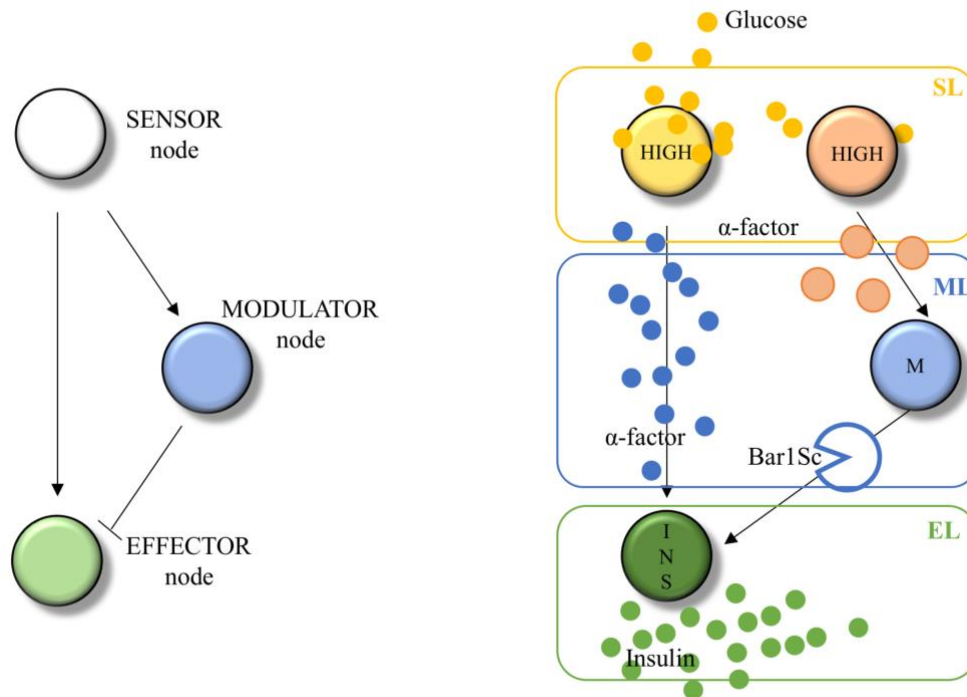 SENSOR
node
MODULATOR
node
EFFECTOR
node
Glucose
SL
HIGH
HIGH
α-factor
ML
M
α-factor
Bar1Sc
EL
I
N
S
Insulin